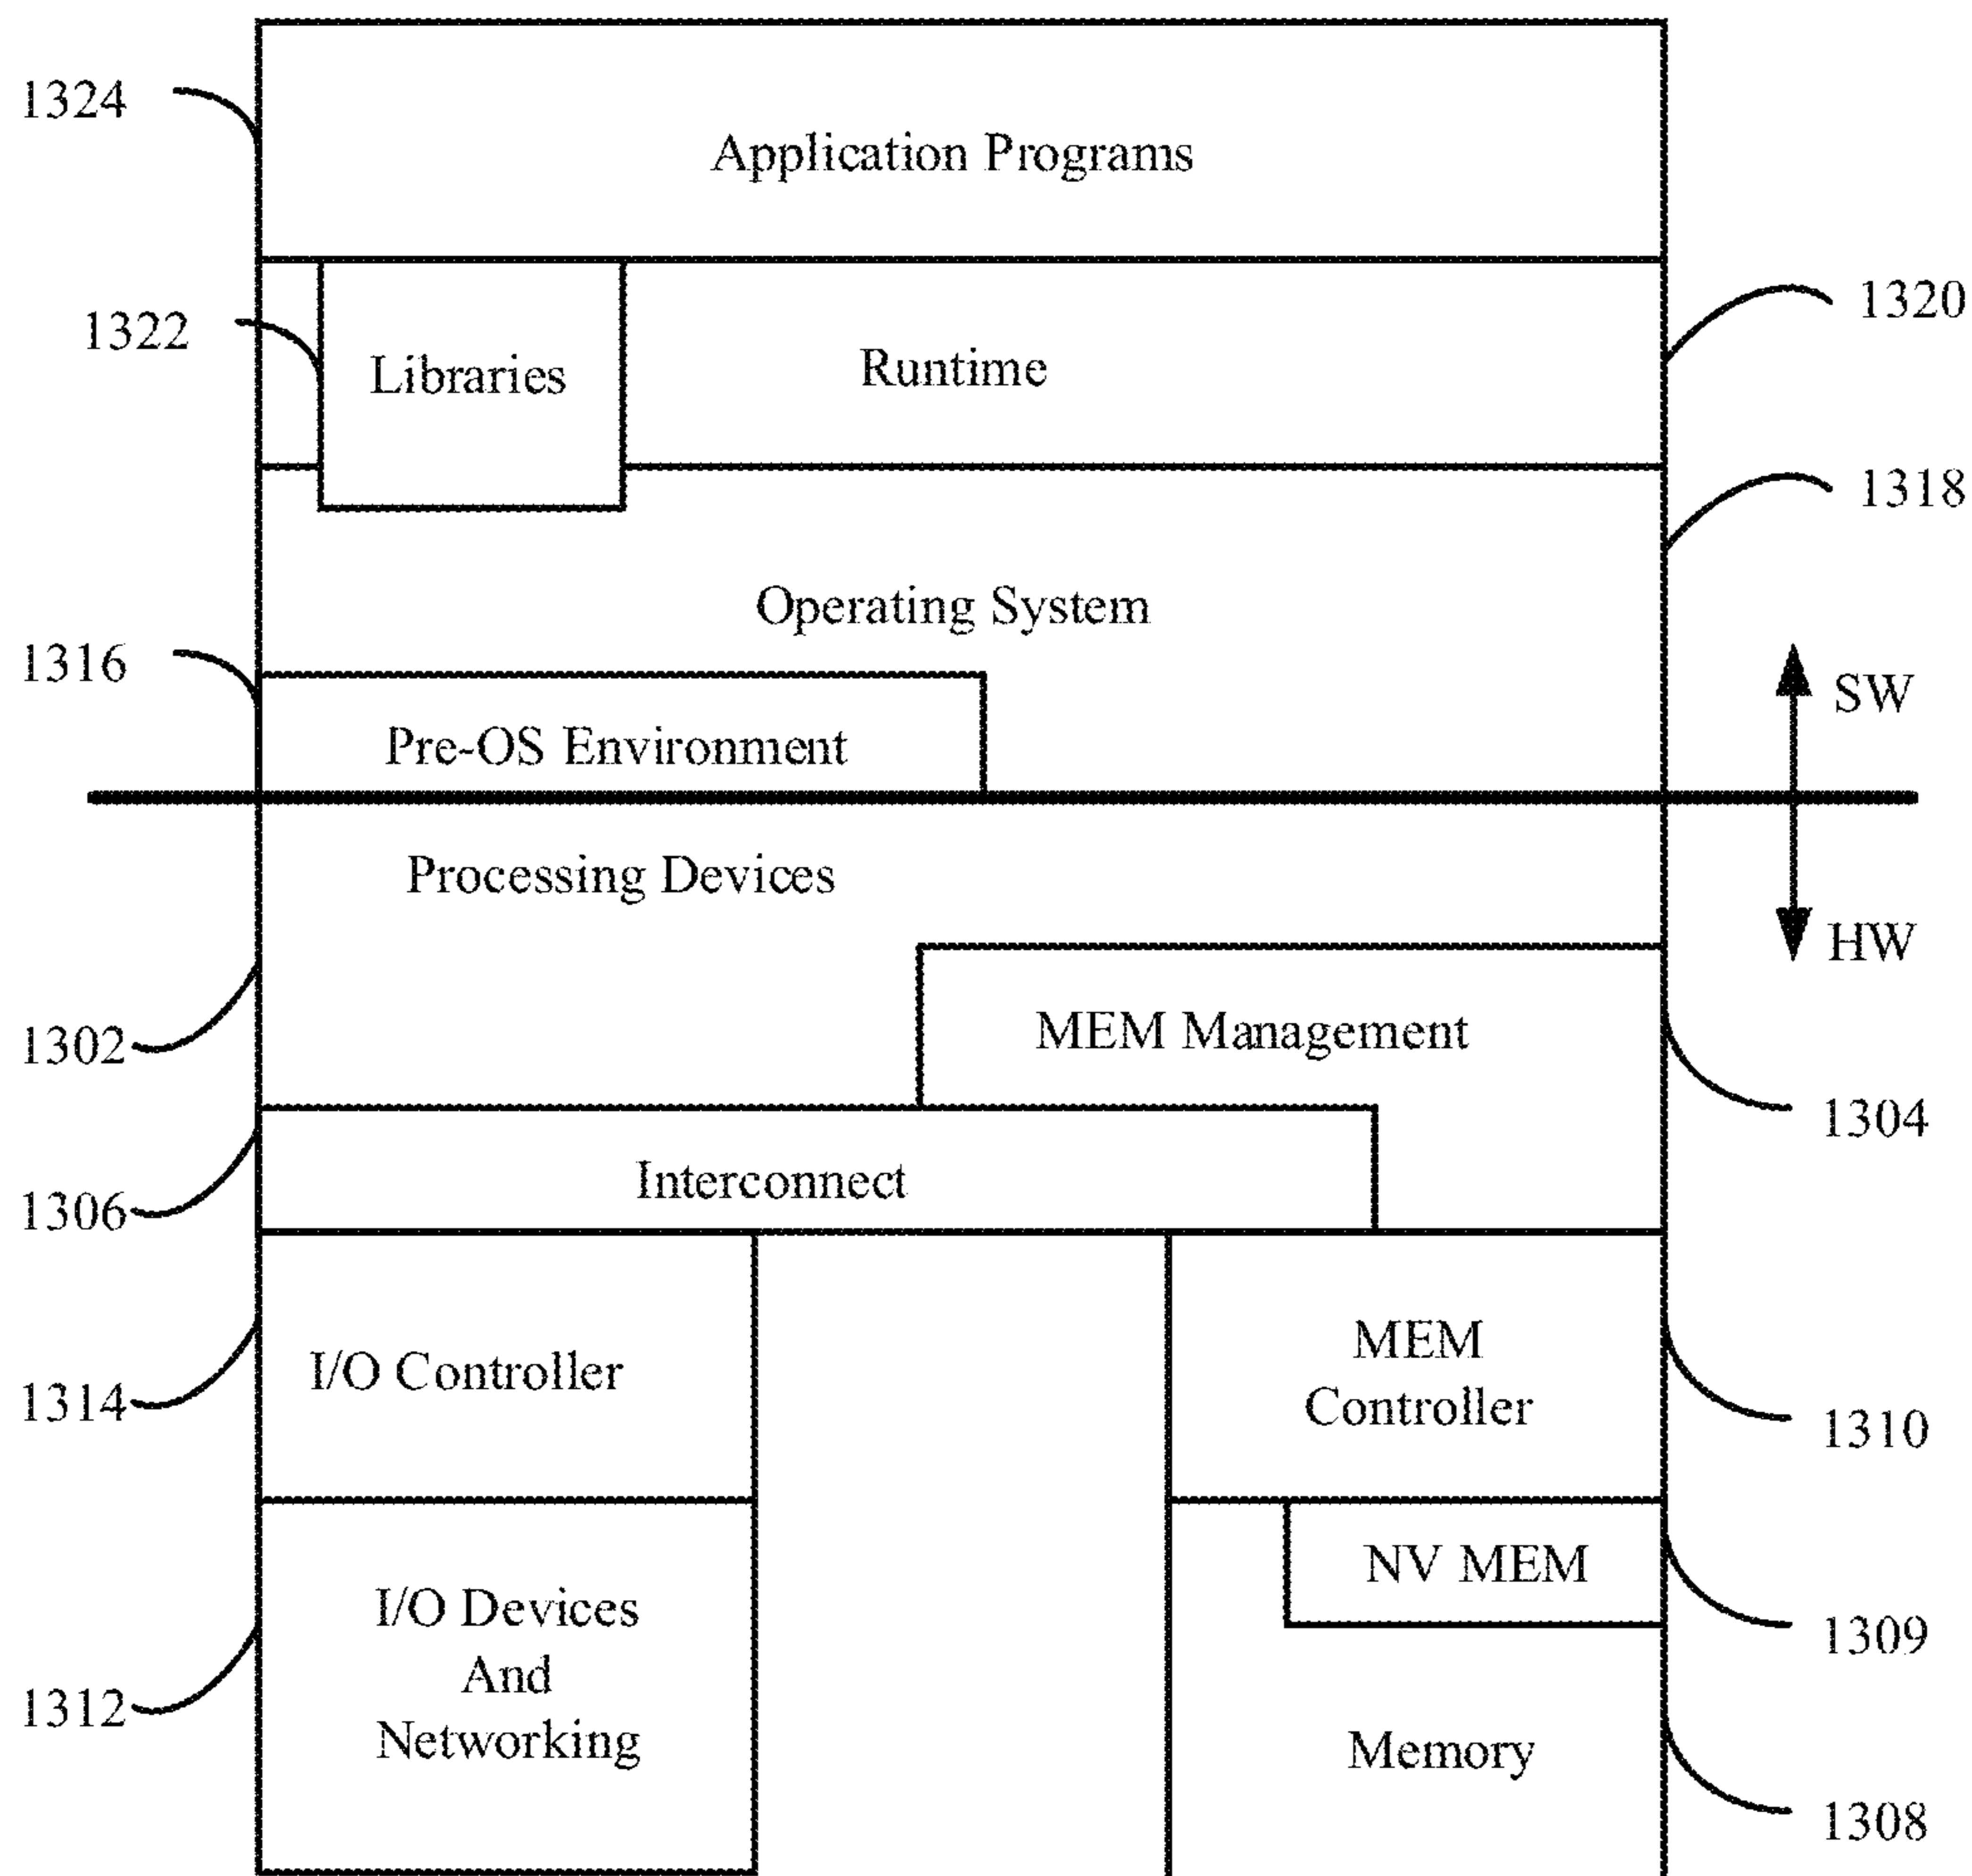 1324
Application Programs
1320
1322
Libraries
Runtime
1318
Operating System
1316
SW
Pre-OS Environment
Processing Devices
HW
1302
MEM Management
1304
1306
Interconnect
I/O Controller
MEM
Controller
1314
1310
NV MEM
I/O Devices
And
Networking
1309
1312
Memory
1308